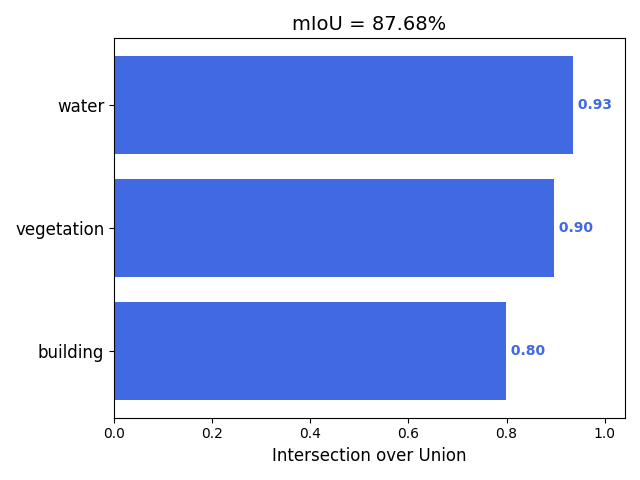 mIoU = 87.68%
water
0.93
vegetation
0.90
building
0.80
0.0 0.2 0.4 0.6 0.8 1.0
Intersection over Union